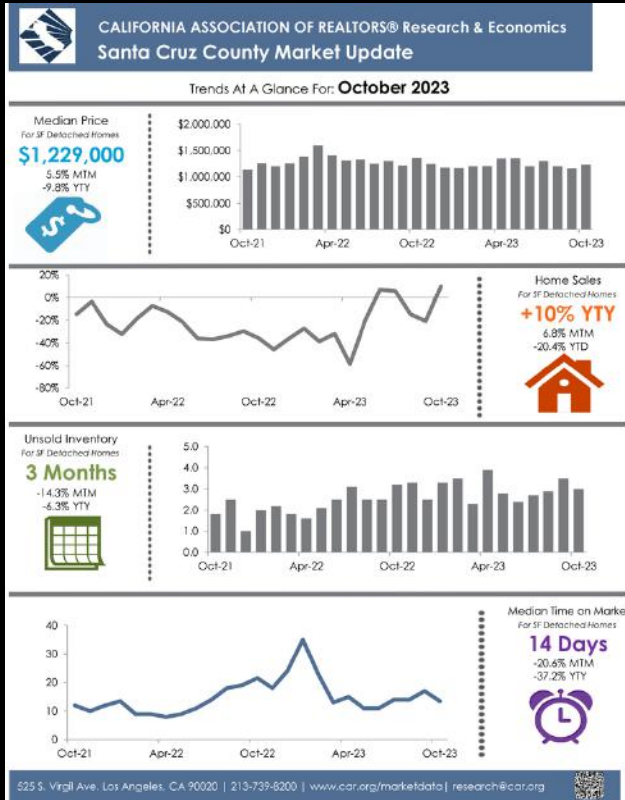 CALIFORNIA ASSOCIATION OF REALTORS® Research & Economics
Santa Cruz County Market Update
Trends At A Glance For: October 2023
Median Price
For SF Detached Homes
$1,229,000
5.5% MTM
-9.8% YTY
$2,000,000
$1,500,000
$1,000,000
$500,000
$0
Oct-21 Apr-22 Oct-22 Apr-23 Oct-23
20%
0%
-20%
-40%
-60%
-80%
Oct-21 Apr-22 Oct-22 Apr-23 Oct-23
Home Sales
For SF Detached Homes
+10% YTY
6.8% MTM
-20.4% YTD
Unsold Inventory
For SF Detached Homes
3 Months
-14.3% MTM
-6.3% YTY
5.0
4.0
3.0
2.0
1.0
0.0
Oct-21 Apr-22 Oct-22 Apr-23 Oct-23
40
30
20
10
0
Oct-21 Apr-22 Oct-22 Apr-23 Oct-23
Median Time on Marke
For SF Detached Homes
14 Days
-20.6% MTM
-37.2% YTY
525 S. Virgil Ave. Los Angeles, CA 90020 | 213-739-8200 | www.car.org/marketdata| research@car.org